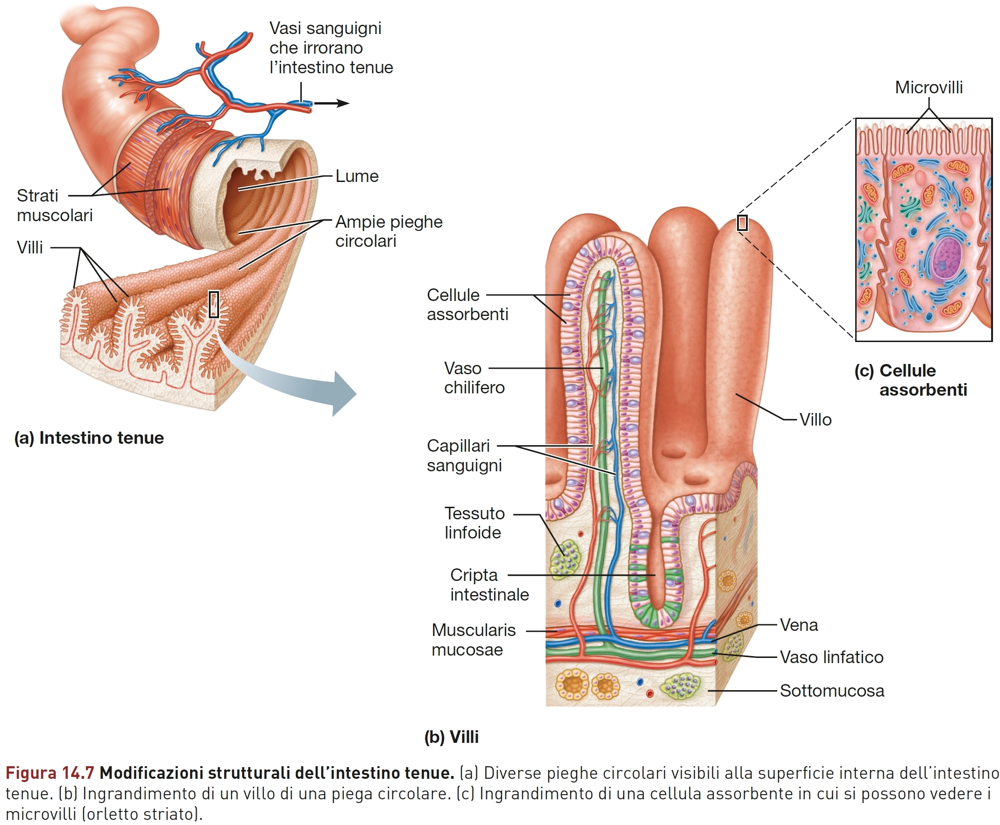 Vasi sanguigni
che irrorano
l'intestino tenue
Lume
Strati
muscolari
Ampie pieghe
circolari
Villi
(a) Intestino tenue
Microvilli
(c) Cellule
assorbenti
Cellule
assorbenti
Vaso
chilifero
Villo
Capillari
sanguigni
Tessuto
linfoide
Cripta
intestinale
Muscularis
mucosae
Vena
Vaso linfatico
Sottomucosa
(b) Villi
Figura 14.7 Modificazioni strutturali dell'intestino tenue. (a) Diverse pieghe circolari visibili alla superficie interna dell'intestino
tenue. (b) Ingrandimento di un villo di una piega circolare. (c) Ingrandimento di una cellula assorbente in cui si possono vedere i
microvilli (orletto striato).